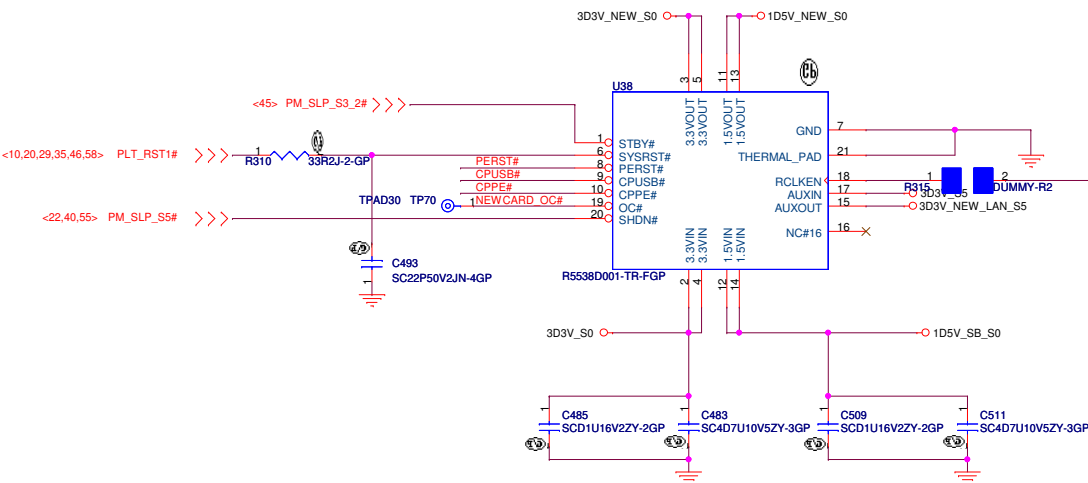 3D3V_NEW_S0
1D5V_NEW_S0
3
5
11
13
U38
<45> PM_SLP_S3_2#
3.3VOUT
3.3VOUT
1.5VOUT
1.5VOUT
1 STBY#
6 SYSRST#
8 PERST#
9 CPUSB#
10 CPPE#
19 OC#
20 SHDN#
GND 7
THERMAL_PAD 21
RCLKEN 18
AUXIN 17
AUXOUT 15
NC#16 16
<10,20,29,35,46,58> PLT_RST1#
1
R310
33R2J-2-GP
PERST#
CPUSB#
CPPE#
NEWCARD_OC#
TPAD30 TP70
1
<22,40,55> PM_SLP_S5#
1
2
R315
DUMMY-R2
3D3V_S5
3D3V_NEW_LAN_S5
3.3VIN
3.3VIN
1.5VIN
1.5VIN
C493
1
SC22P50V2JN-4GP
R5538D001-TR-FGP
2
4
12
14
3D3V_S0
1D5V_SB_S0
1
C485
SCD1U16V2ZY-2GP
1
C483
SC4D7U10V5ZY-3GP
1
C509
SCD1U16V2ZY-2GP
1
C511
SC4D7U10V5ZY-3GP